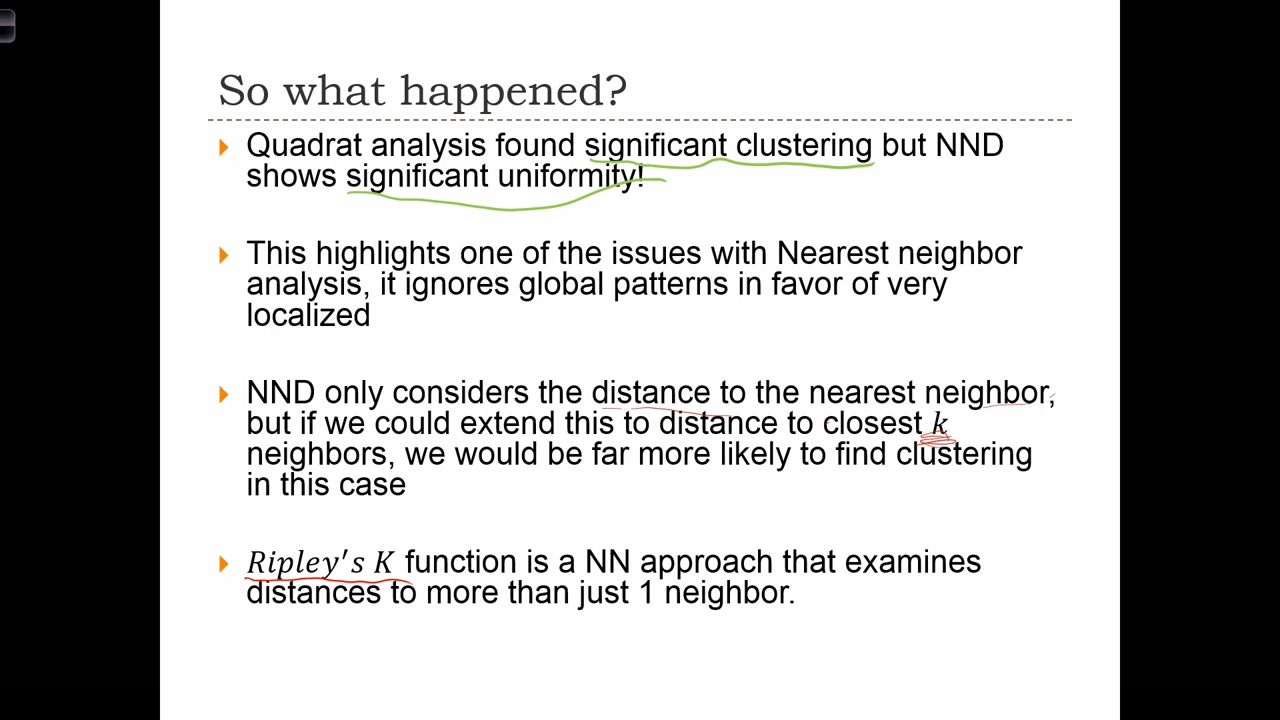 So what happened?
Quadrat analysis found significant clustering but NND
shows significant uniformity!
This highlights one of the issues with Nearest neighbor
analysis, it ignores global patterns in favor of very
localized
NND only considers the distance to the nearest neighbor,
but if we could extend this to distance to closest k
neighbors, we would be far more likely to find clustering
in this case
Ripley's K function is a NN approach that examines
distances to more than just 1 neighbor.